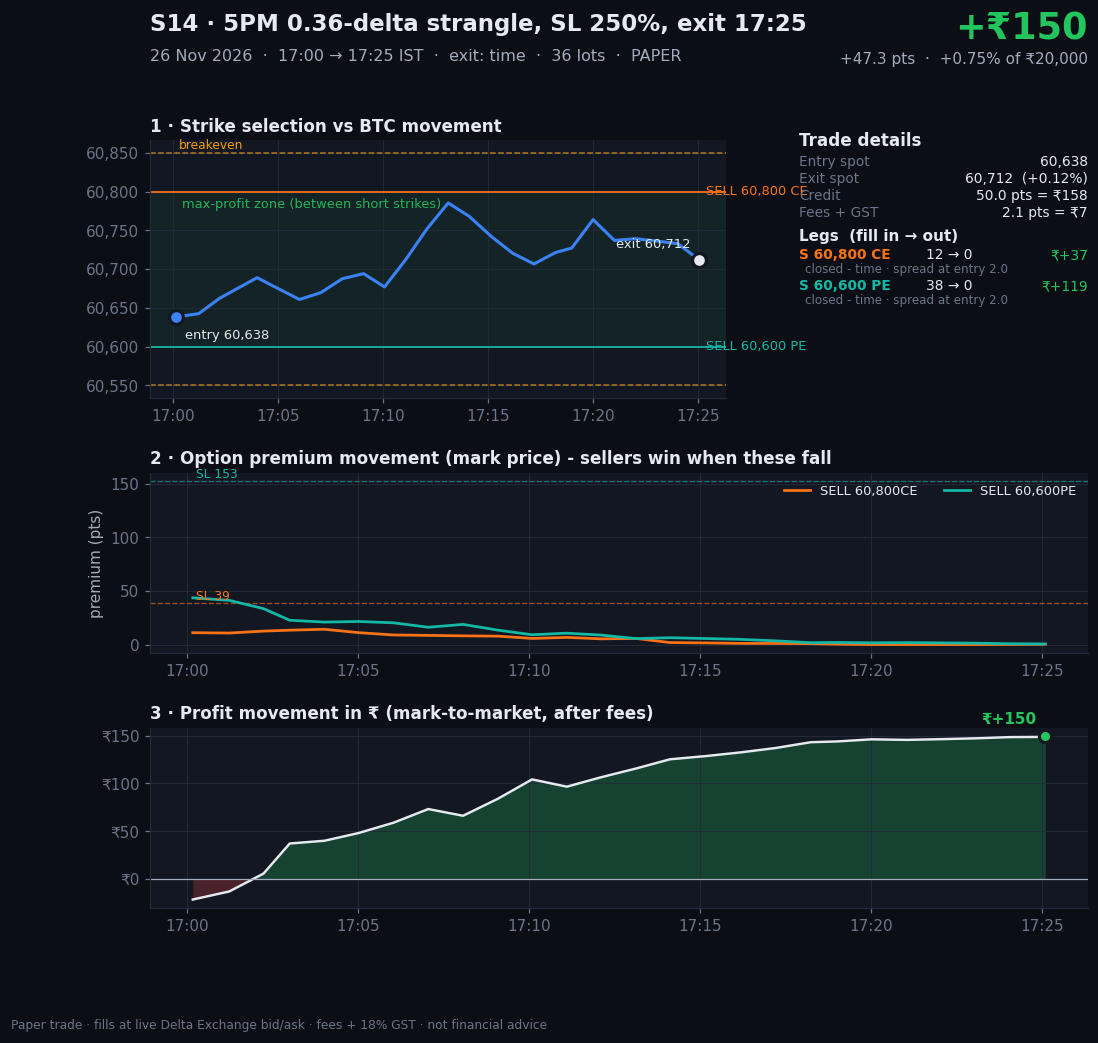 S14 · 5PM 0.36-delta strangle, SL 250%, exit 17:25
+₹150
26 Nov 2026 · 17:00 → 17:25 IST · exit: time · 36 lots · PAPER
+47.3 pts · +0.75% of ₹20,000
1 · Strike selection vs BTC movement
breakeven
60,850
60,800
60,750
60,700
60,650
60,600
60,550
SELL 60,800 CE
max-profit zone (between short strikes)
exit 60,712
entry 60,638
SELL 60,600 PE
17:00 17:05 17:10 17:15 17:20 17:25
Trade details
Entry spot 60,638
Exit spot 60,712 (+0.12%)
Credit 50.0 pts = ₹158
Fees + GST 2.1 pts = ₹7
Legs (fill in → out)
S 60,800 CE 12 → 0 ₹+37
closed - time · spread at entry 2.0
S 60,600 PE 38 → 0 ₹+119
closed - time · spread at entry 2.0
2 · Option premium movement (mark price) - sellers win when these fall
SL 153
SELL 60,800CE SELL 60,600PE
premium (pts)
150
100
50
0
SL 39
17:00 17:05 17:10 17:15 17:20 17:25
3 · Profit movement in ₹ (mark-to-market, after fees)
₹+150
₹150
₹100
₹50
₹0
17:00 17:05 17:10 17:15 17:20 17:25
Paper trade · fills at live Delta Exchange bid/ask · fees + 18% GST · not financial advice